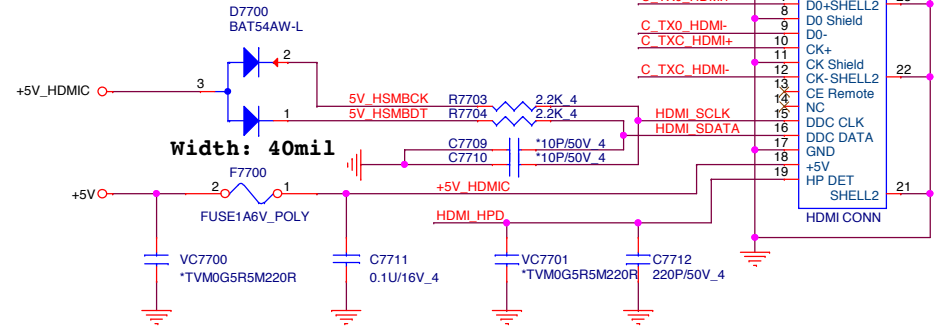 D7700
BAT54AW-L
2
+5V_HDMIC
3
1
5V_HSMBCK R7703 2.2K_4
5V_HSMBDT R7704 2.2K_4
Width: 40mil
C7709 *10P/50V_4
C7710 *10P/50V_4
F7700
+5V 2 1 +5V_HDMIC
FUSE1A6V_POLY
HDMI_HPD
VC7700
*TVM0G5R5M220R
C7711
0.1U/16V_4
VC7701
*TVM0G5R5M220R
C7712
220P/50V_4
D0+SHELL2
8 D0 Shield
C_TX0_HDMI- 9 D0-
C_TXC_HDMI+ 10 CK+
11 CK Shield
C_TXC_HDMI- 12 CK-SHELL2 22
13 CE Remote
14 NC
HDMI_SCLK 15 DDC CLK
HDMI_SDATA 16 DDC DATA
17 GND
18 +5V
19 HP DET
SHELL2 21
HDMI CONN